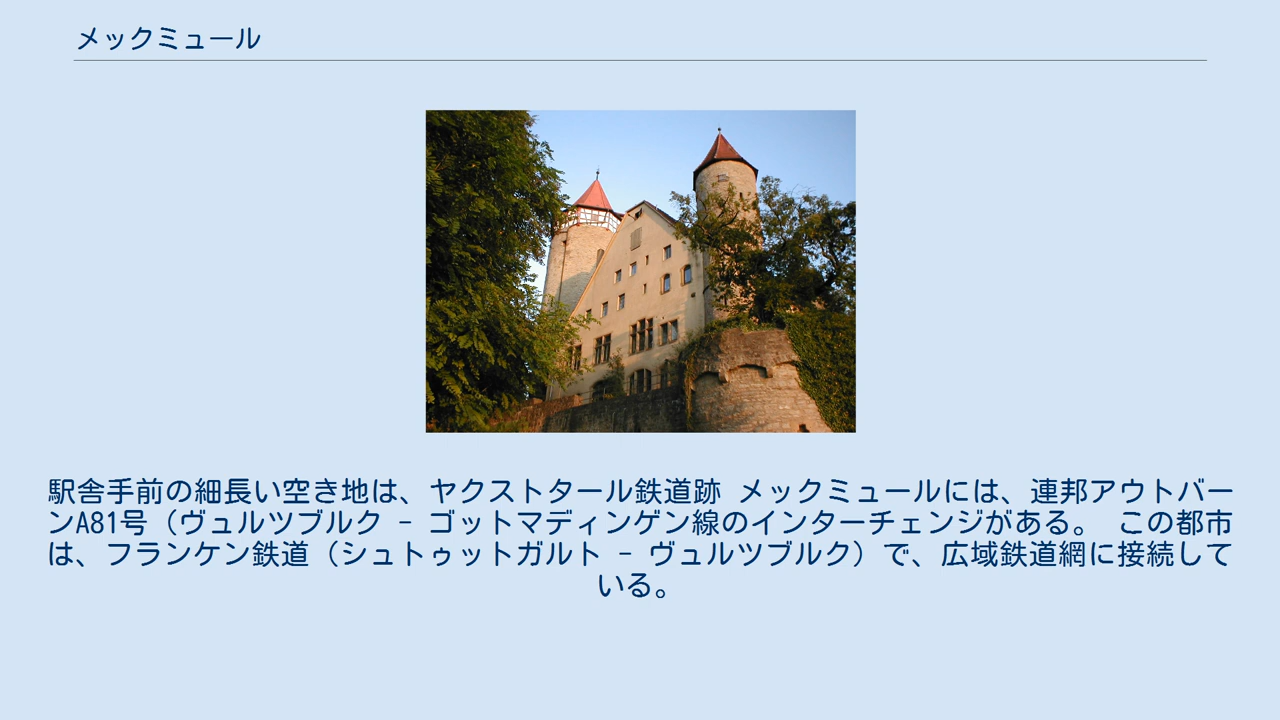 メックミュール
駅舎手前の細長い空き地は、ヤクストタール鉄道跡 メックミュールには、連邦アウトバー
ンA81号（ヴュルツブルク - ゴットマディンゲン線のインターチェンジがある。 この都市
は、フランケン鉄道（シュトゥットガルト - ヴュルツブルク）で、広域鉄道網に接続して
いる。